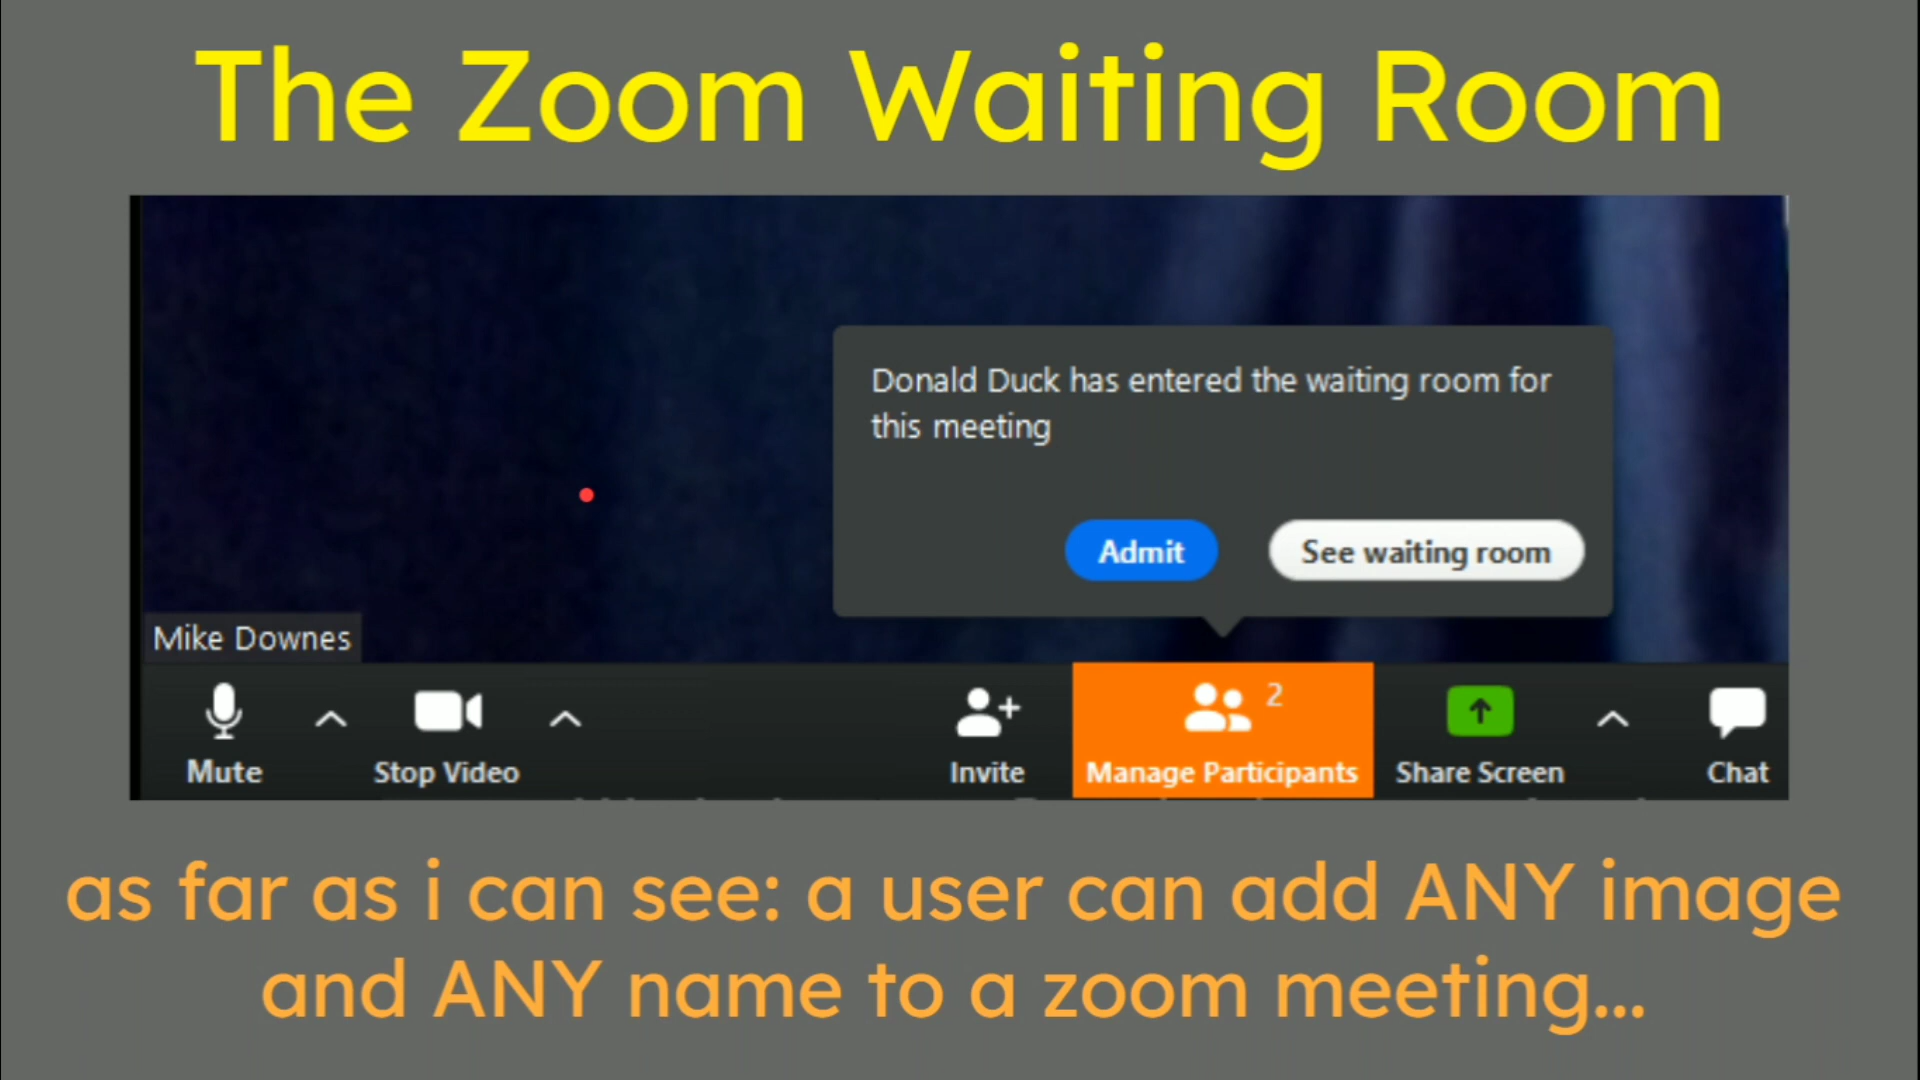 The Zoom Waiting Room
Donald Duck has entered the waiting room for
this meeting
Admit
See waiting room
Mike Downes
2
Mute
Stop Video
Invite
Manage Participants
Share Screen
Chat
as far as i can see: a user can add ANY image
and ANY name to a zoom meeting...